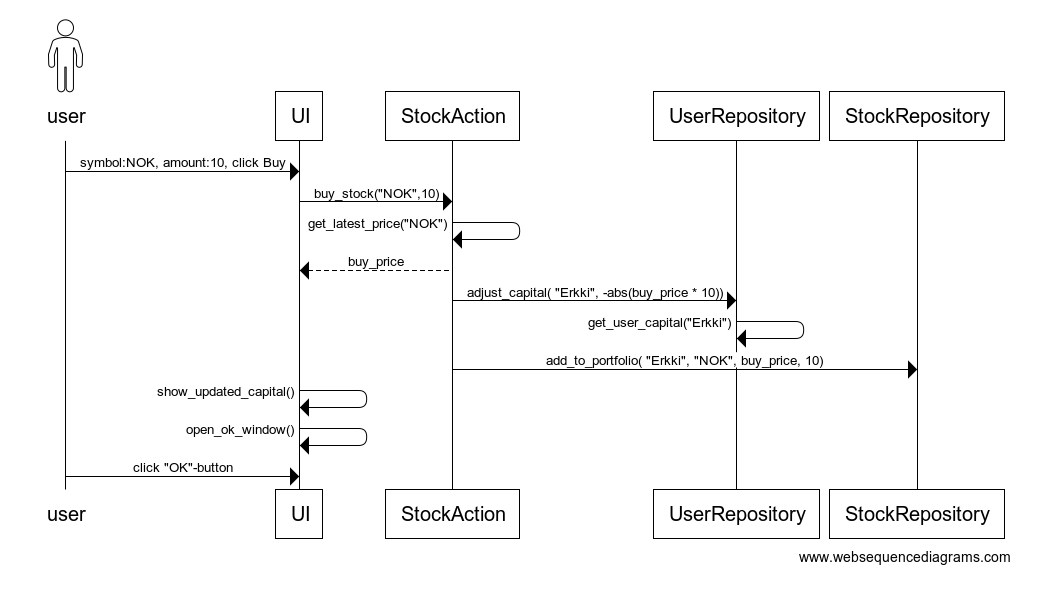 user
UI
StockAction
UserRepository
StockRepository
symbol:NOK, amount:10, click Buy
buy_stock("NOK",10)
get_latest_price("NOK")
buy_price
adjust_capital( "Erkki", -abs(buy_price * 10))
get_user_capital("Erkki")
add_to_portfolio( "Erkki", "NOK", buy_price, 10)
show_updated_capital()
open_ok_window()
click "OK"-button
user
UI
StockAction
UserRepository
StockRepository
www.websequencediagrams.com